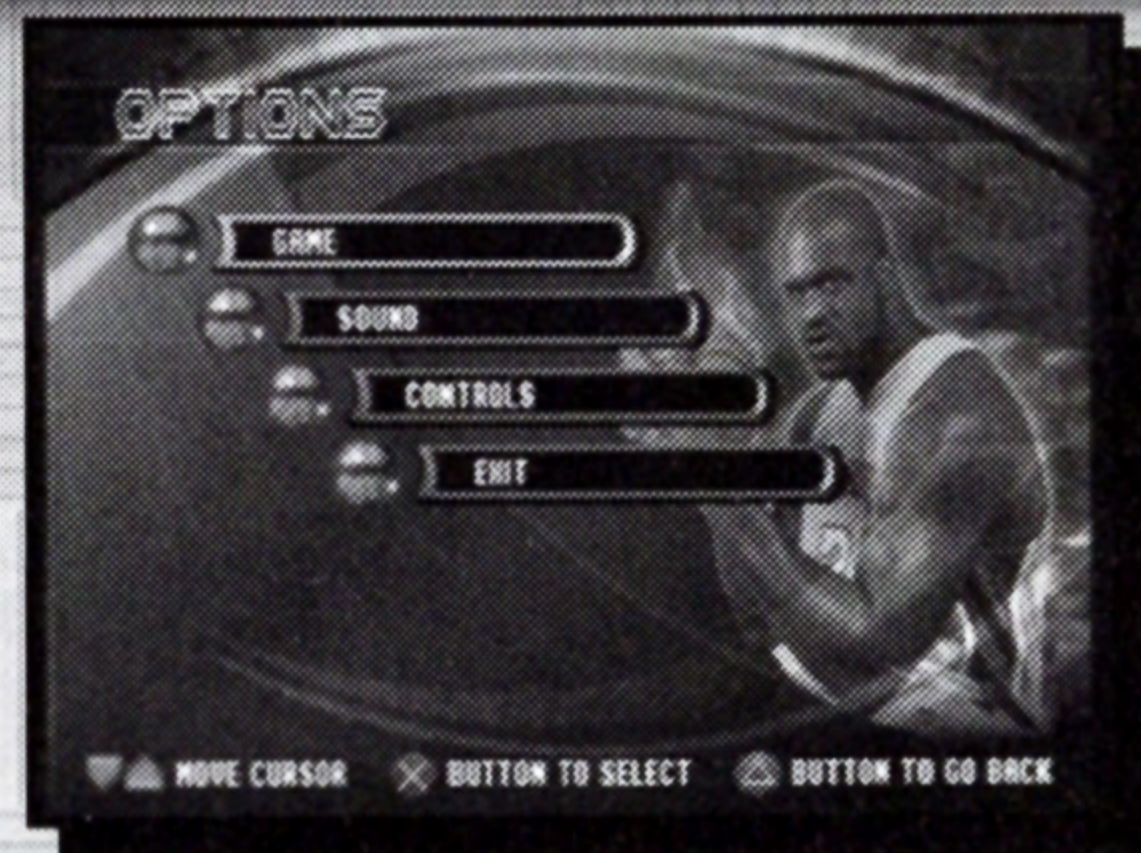 OPTIONS
GAME
SOUND
CONTROLS
EXIT
MOVE CURSOR BUTTON TO SELECT BUTTON TO GO BACK